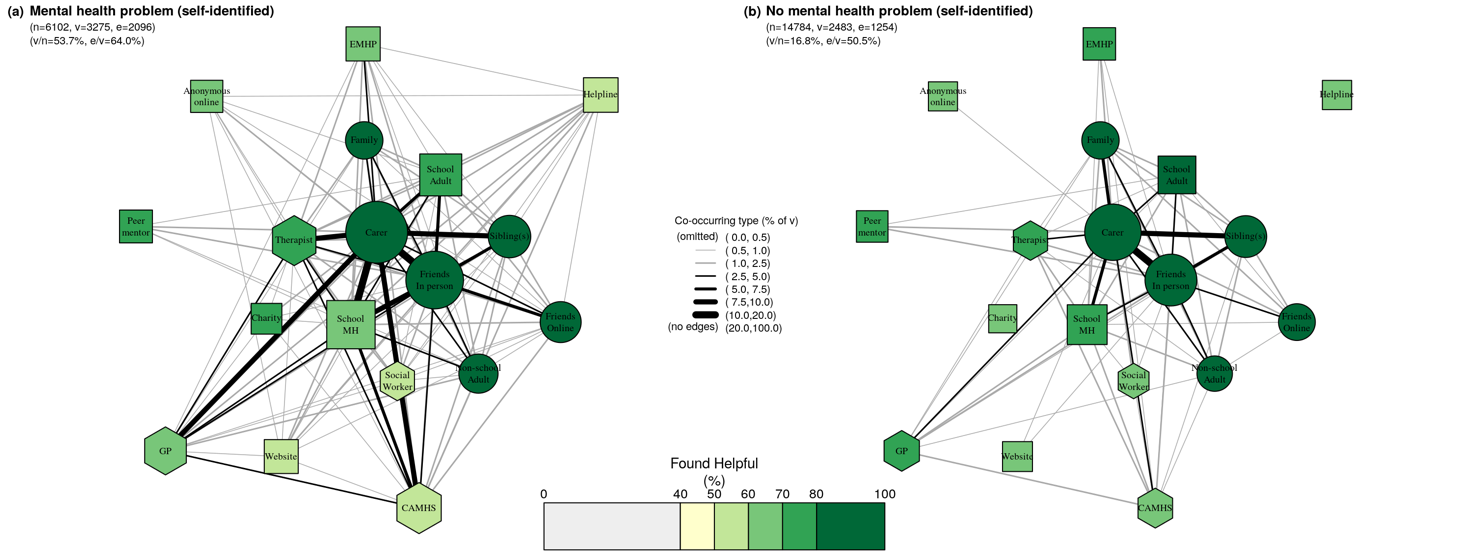 (a) Mental health problem (self-identified)
(n=6102, v=3275, e=2096)
(v/n=53.7%, e/v=64.0%)
EMHP
Anonymous
online
Helpline
Family
School
Adult
Peer
mentor
Therapist
Carer
Sibling(s)
Friends
In person
Charity
School
MH
Friends
Online
Social
Worker
Non-school
Adult
GP
Website
CAMHS
Co-occuring type (% of v)
(omitted) ( 0.0, 0.5)
( 0.5, 1.0)
( 1.0, 2.5)
( 2.5, 5.0)
( 5.0, 7.5)
( 7.5,10.0)
(10.0,20.0)
(no edges) (20.0,100.0)
Found Helpful
(%)
0 40 50 60 70 80 100
(b) No mental health problem (self-identified)
(n=14784, v=2483, e=1254)
(v/n=16.8%, e/v=50.5%)
EMHP
Anonymous
online
Helpline
Family
School
Adult
Peer
mentor
Therapist
Carer
Sibling(s)
Friends
In person
Charity
School
MH
Friends
Online
Social
Worker
Non-school
Adult
GP
Website
CAMHS